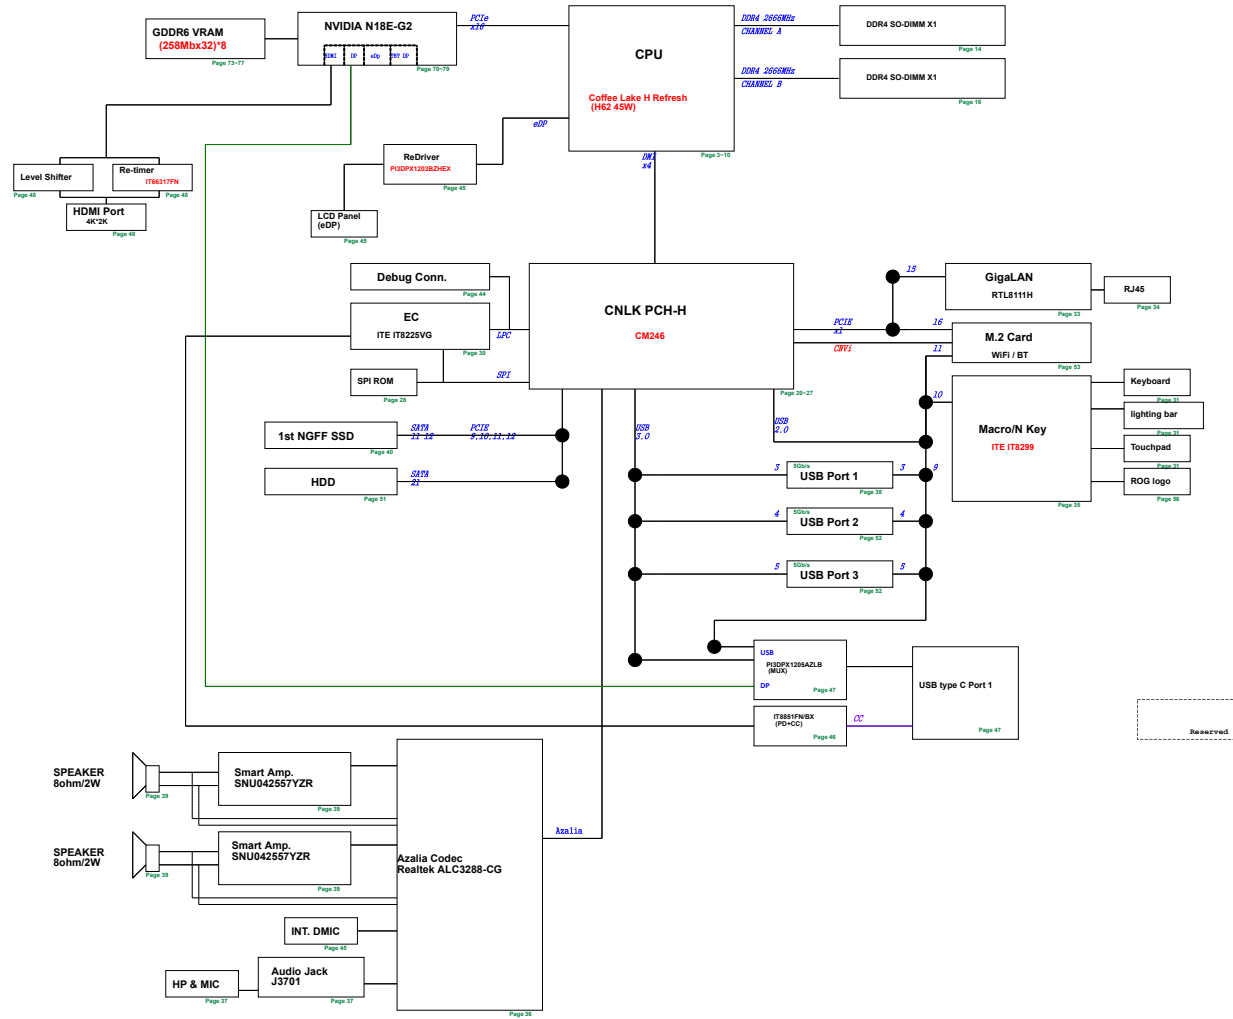 GDDR6 VRAM
(258Mbx32)*8
Page 73~77
NVIDIA N18E-G2
HDMI
DP
eDp
TBT DP
Page 70~79
PCIe
x16
CPU
Coffee Lake H Refresh
(H62 45W)
Page 3~10
DDR4 2666MHz
CHANNEL A
DDR4 SO-DIMM X1
Page 14
DDR4 2666MHz
CHANNEL B
DDR4 SO-DIMM X1
Page 16
eDP
DMI
x4
ReDriver
PI3DPX1203BZHEX
Page 45
LCD Panel
(eDP)
Page 45
Level Shifter
Page 48
Re-timer
IT66317FN
Page 48
HDMI Port
4K*2K
Page 48
Debug Conn.
Page 44
EC
ITE IT8225VG
Page 30
LPC
SPI ROM
Page 28
SPI
CNLK PCH-H
CM246
Page 20~27
PCIE
x1
CNVi
15
GigaLAN
RTL8111H
Page 33
RJ45
Page 34
16
11
M.2 Card
WiFi / BT
Page 53
10
Macro/N Key
ITE IT8299
Page 35
Keyboard
Page 31
lighting bar
Page 31
Touchpad
Page 31
ROG logo
Page 56
1st NGFF SSD
Page 40
SATA
11 12
PCIE
9,10,11,12
HDD
Page 51
SATA
21
USB
3.0
USB
2.0
3
5Gb/s
USB Port 1
Page 38
3
9
4
5Gb/s
USB Port 2
Page 52
4
5
5Gb/s
USB Port 3
Page 52
5
USB
PI3DPX1205AZLB
(MUX)
DP
Page 47
USB type C Port 1
Page 47
IT8851FN/BX
(PD+CC)
Page 46
CC
Reserved
SPEAKER
8ohm/2W
Page 39
Smart Amp.
SNU042557YZR
Page 39
SPEAKER
8ohm/2W
Page 39
Smart Amp.
SNU042557YZR
Page 39
Azalia Codec
Realtek ALC3288-CG
Page 36
Azalia
INT. DMIC
Page 45
HP & MIC
Page 37
Audio Jack
J3701
Page 37